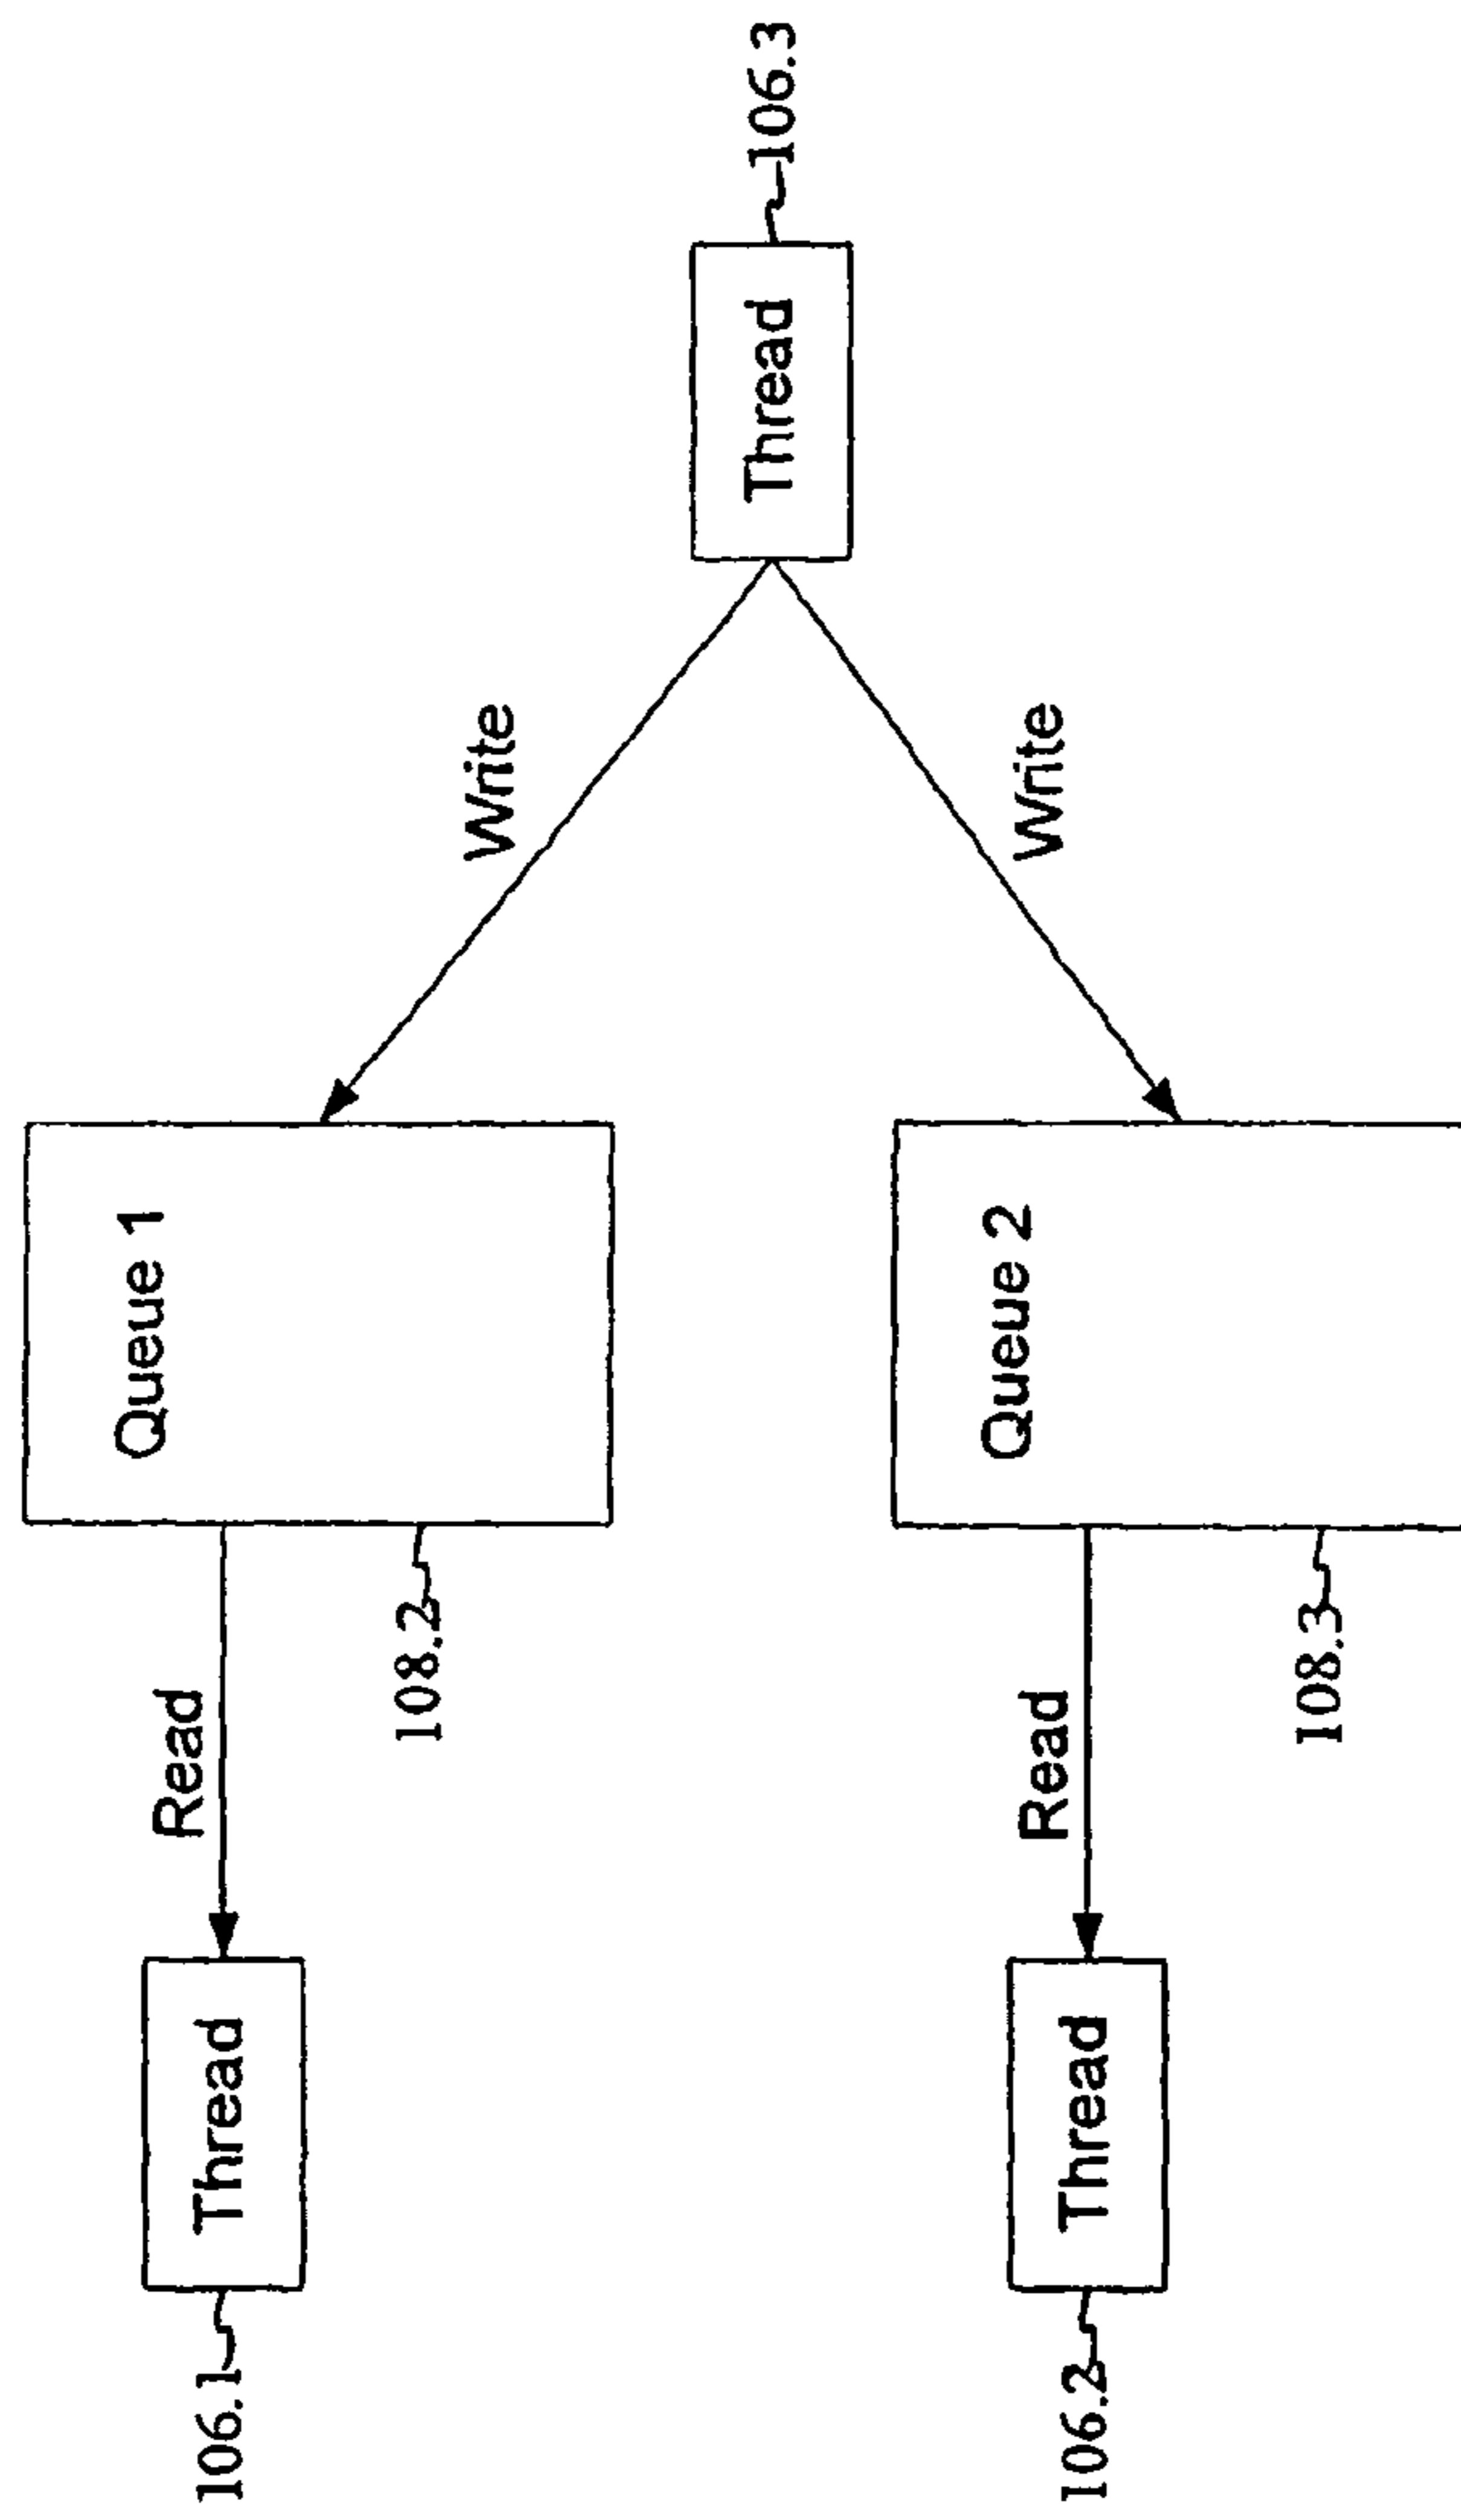 106.1
Thread
Read
108.2
Queue 1
Write
Thread
106.3
106.2
Thread
Read
108.3
Queue 2
Write